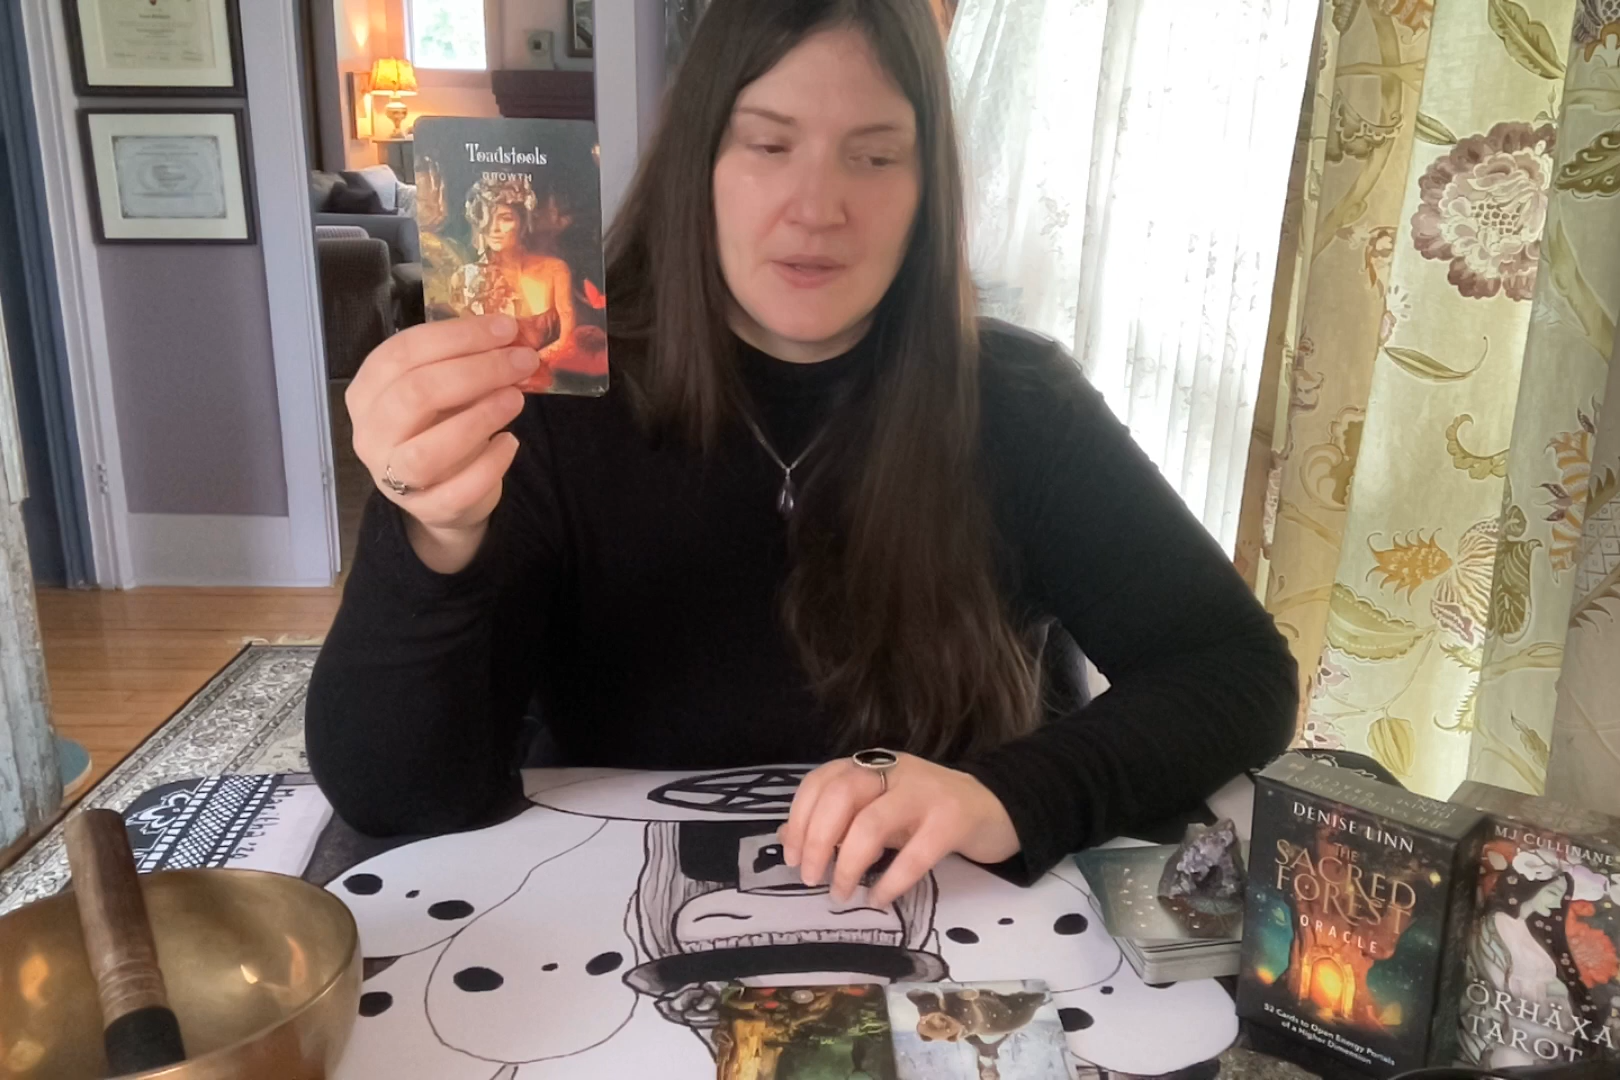 Toadstools
GROWTH
DENISE LINN
THE
SACRED
FOREST
ORACLE
52 Cards to Open Energy Portals
of a Higher Dimension
MJ CULLINANE
ÖRHÄXA
TAROT